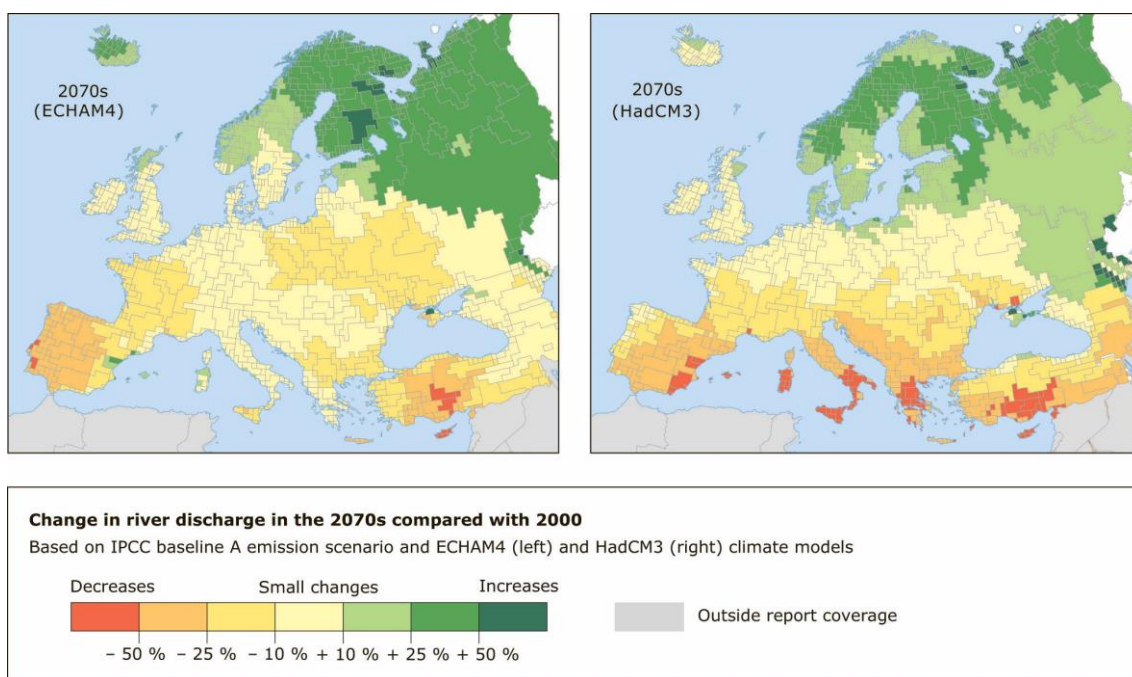 2070s
(ECHAM4)
2070s
(HadCM3)
Change in river discharge in the 2070s compared with 2000
Based on IPCC baseline A emission scenario and ECHAM4 (left) and HadCM3 (right) climate models
Decreases Small changes Increases
Outside report coverage
– 50 % – 25 % – 10 % + 10 % + 25 % + 50 %